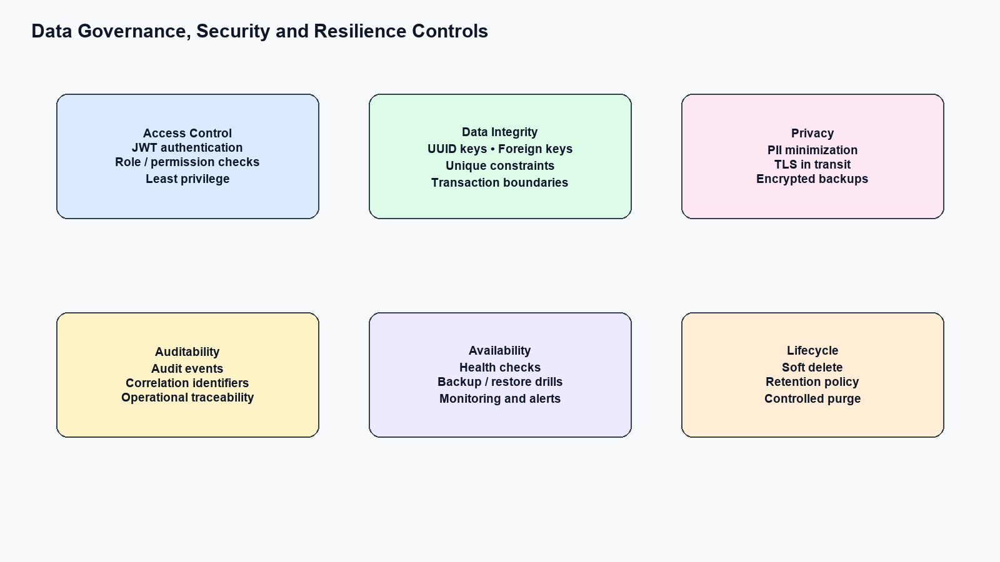 Data Governance, Security and Resilience Controls
Access Control
JWT authentication
Role / permission checks
Least privilege
Data Integrity
UUID keys • Foreign keys
Unique constraints
Transaction boundaries
Privacy
PII minimization
TLS in transit
Encrypted backups
Auditability
Audit events
Correlation identifiers
Operational traceability
Availability
Health checks
Backup / restore drills
Monitoring and alerts
Lifecycle
Soft delete
Retention policy
Controlled purge